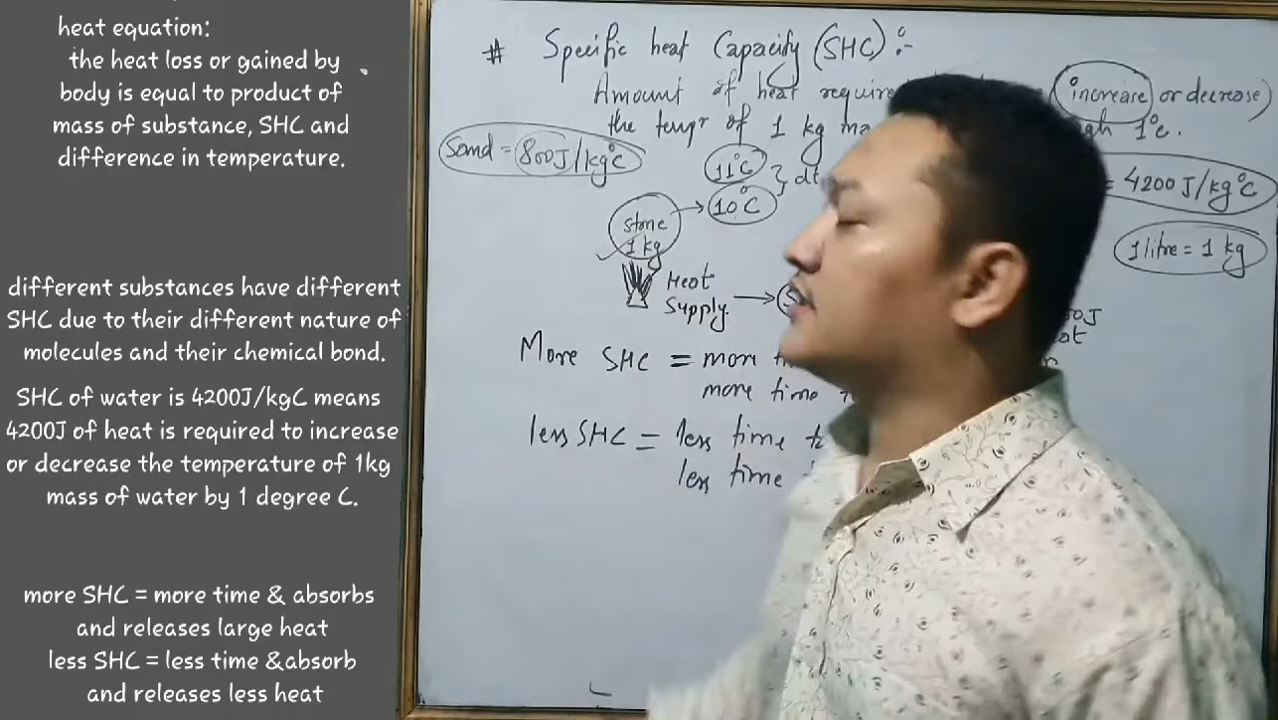 heat equation:
the heat loss or gained by
body is equal to product of
mass of substance, SHC and
difference in temperature.
different substances have different
SHC due to their different nature of
molecules and their chemical bond.
SHC of water is 4200J/kgC means
4200J of heat is required to increase
or decrease the temperature of 1kg
mass of water by 1 degree C.
more SHC = more time & absorbs
and releases large heat
less SHC = less time &absorb
and releases less heat
# Specific heat Capacity (SHC) :-
Amount of heat require increase or decrease)
the tempr of 1 kg ma 1°c.
Sand = 800J/kg°c
11°C
dt
= 4200 J/kg°C
10°C
stone
1 kg
1 litre = 1 kg
Heat
Supply
More SHC = more
more time
less SHC = less time
less time